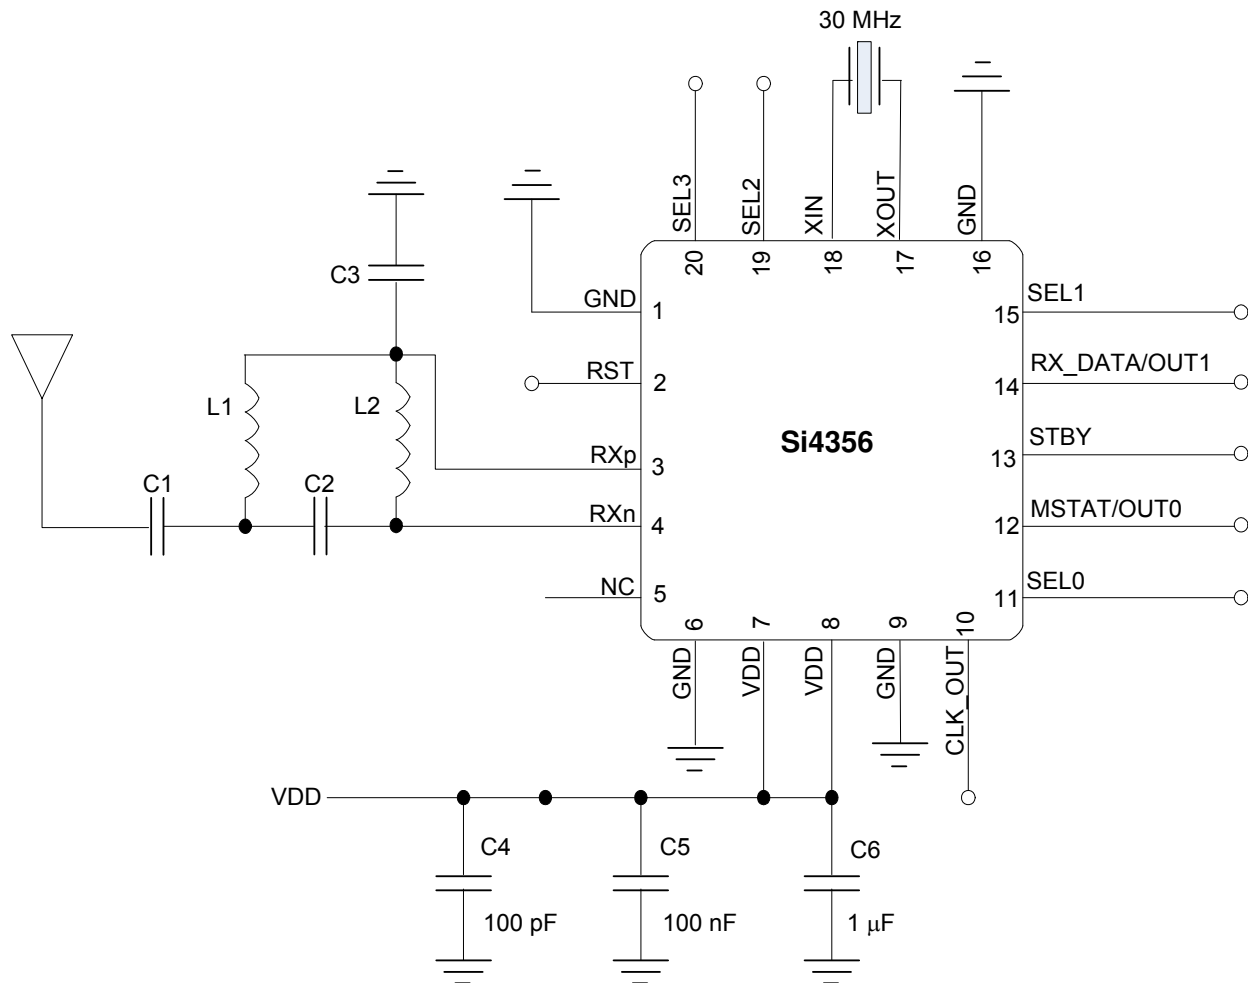 30 MHz
SEL3
SEL2
XIN
XOUT
GND
20
19
18
17
16
C3
GND
1
SEL1
15
RST
2
RX_DATA/OUT1
14
L1
L2
Si4356
RXp
3
STBY
13
C1
C2
RXn
4
MSTAT/OUT0
12
NC
5
SEL0
11
6
7
8
9
10
GND
VDD
VDD
GND
CLK_OUT
VDD
C4
C5
C6
100 pF
100 nF
1 μF